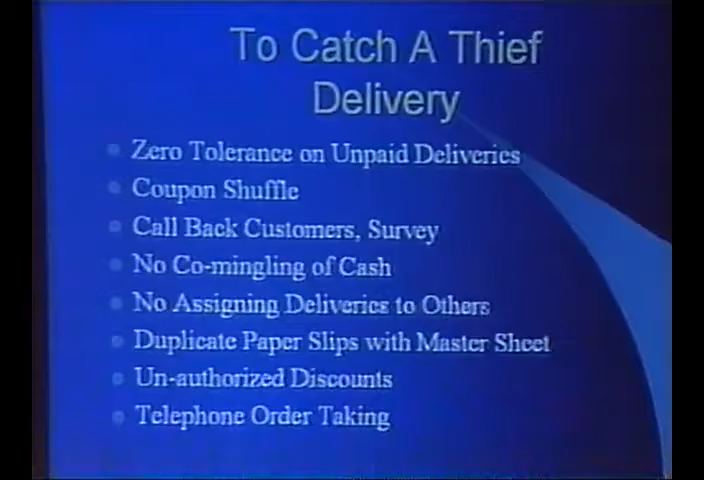 To Catch A Thief
Delivery
Zero Tolerance on Unpaid Deliveries
Coupon Shuffle
Call Back Customers, Survey
No Co-mingling of Cash
No Assigning Deliveries to Others
Duplicate Paper Slips with Master Sheet
Un-authorized Discounts
Telephone Order Taking